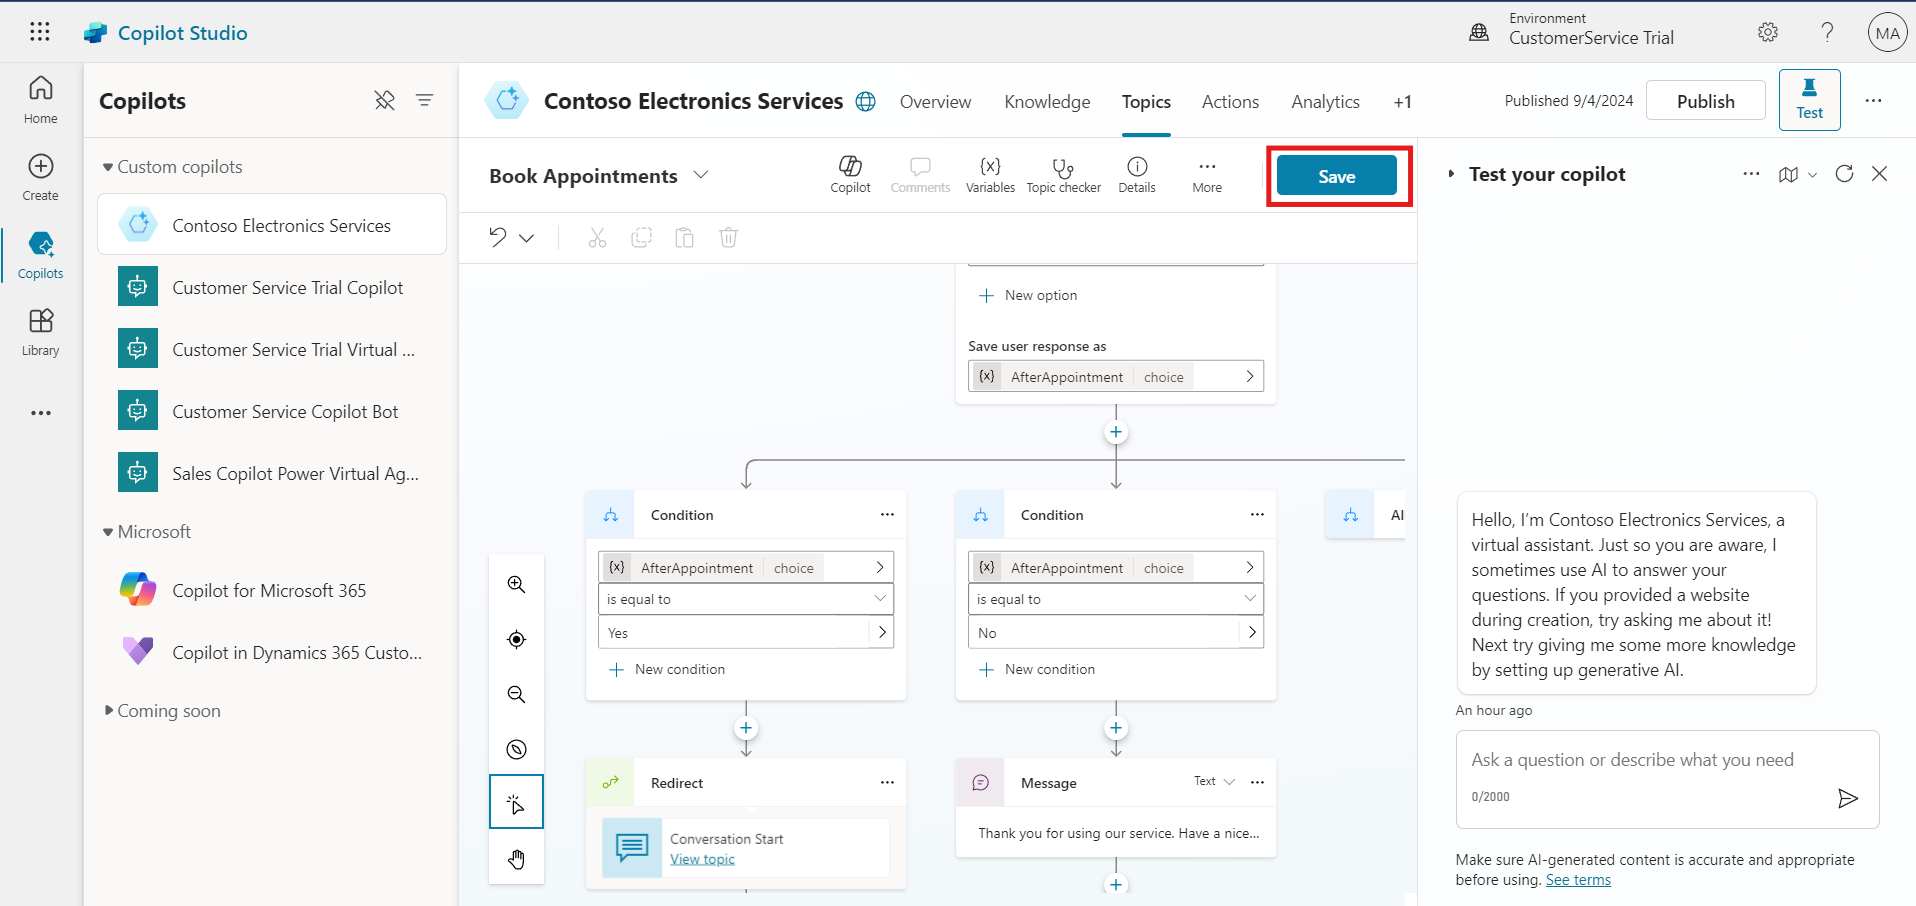 Copilot Studio
Environment
CustomerService Trial
MA
Home
Create
Copilots
Library
Copilots
Custom copilots
Contoso Electronics Services
Customer Service Trial Copilot
Customer Service Trial Virtual ...
Customer Service Copilot Bot
Sales Copilot Power Virtual Ag...
Microsoft
Copilot for Microsoft 365
Copilot in Dynamics 365 Custo...
Coming soon
Contoso Electronics Services
Overview
Knowledge
Topics
Actions
Analytics
+1
Published 9/4/2024
Publish
Test
Book Appointments
Copilot
Comments
{x}
Variables
Topic checker
Details
More
Save
New option
Save user response as
{x} AfterAppointment choice
Condition
{x} AfterAppointment choice
is equal to
Yes
New condition
Condition
{x} AfterAppointment choice
is equal to
No
New condition
Al
Redirect
Conversation Start
View topic
Message
Text
Thank you for using our service. Have a nice...
Test your copilot
Hello, I'm Contoso Electronics Services, a
virtual assistant. Just so you are aware, I
sometimes use AI to answer your
questions. If you provided a website
during creation, try asking me about it!
Next try giving me some more knowledge
by setting up generative AI.
An hour ago
Ask a question or describe what you need
0/2000
Make sure AI-generated content is accurate and appropriate
before using. See terms